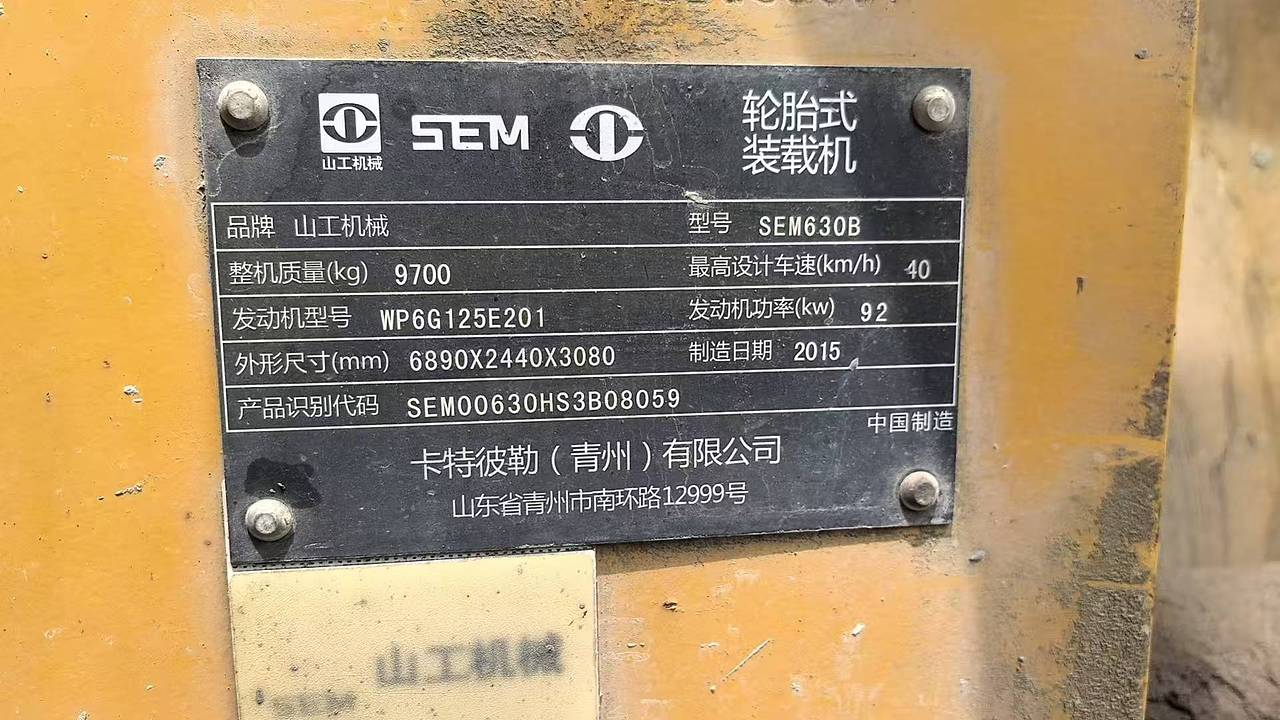 山工机械 SEM
轮胎式
装载机
品牌 山工机械 型号 SEM630B
整机质量(kg) 9700 最高设计车速(km/h) 40
发动机型号 WP6G125E201 发动机功率(kw) 92
外形尺寸(mm) 6890X2440X3080 制造日期 2015
产品识别代码 SEM00630HS3B08059
中国制造
卡特彼勒（青州）有限公司
山东省青州市南环路12999号
山工机械
SEM